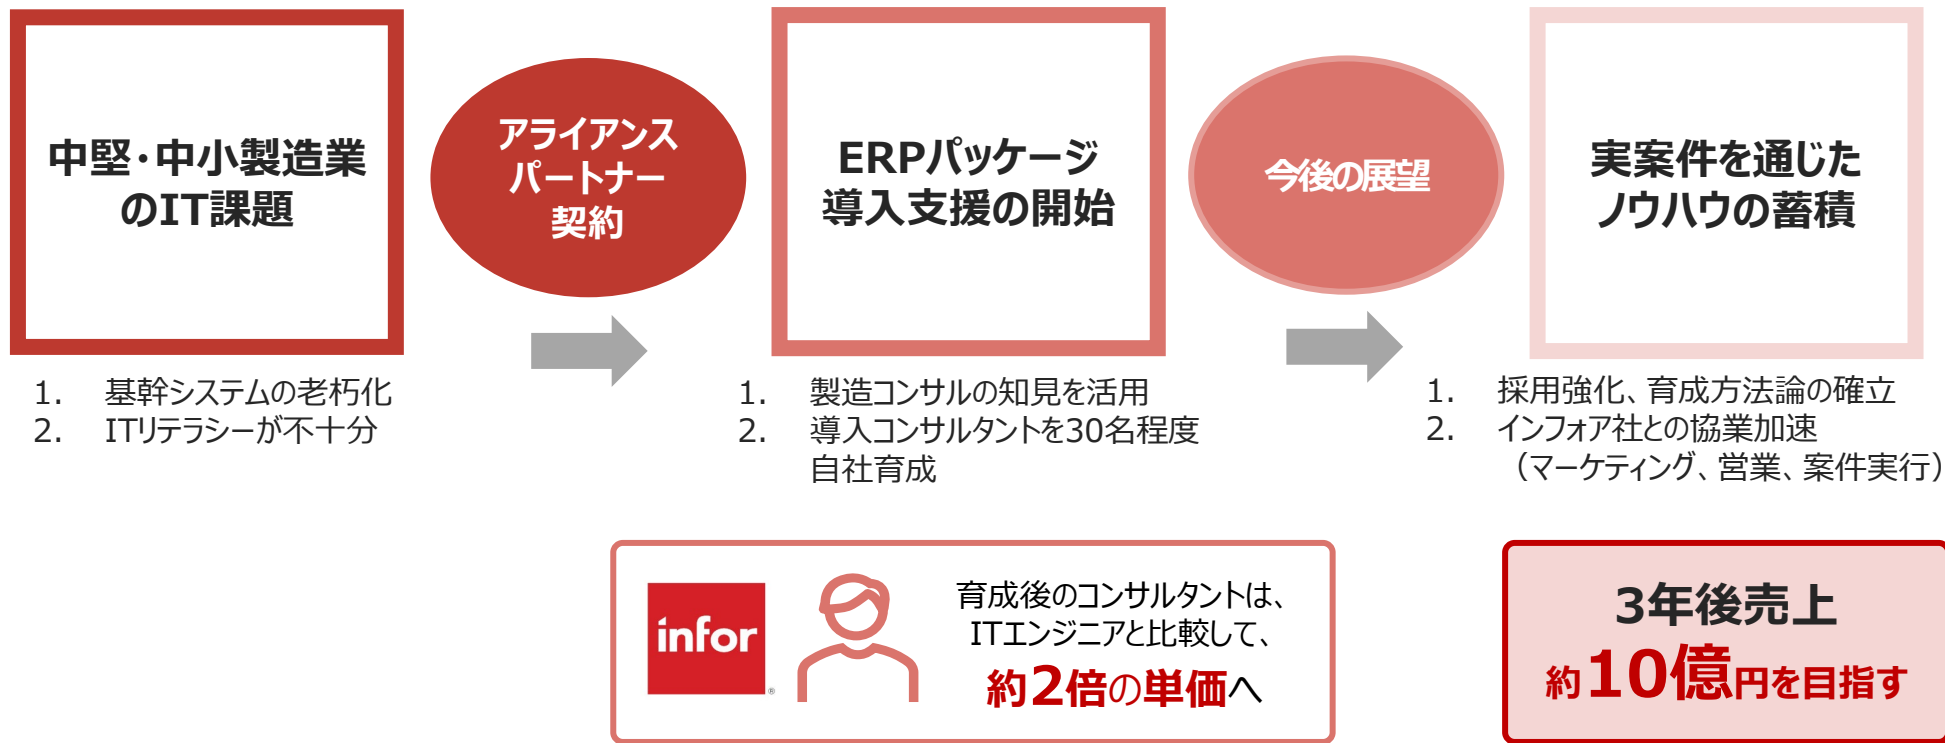 中堅・中小製造業
のIT課題
アライアンス
パートナー
契約
ERPパッケージ
導入支援の開始
今後の展望
実案件を通じた
ノウハウの蓄積
1. 基幹システムの老朽化
2. ITリテラシーが不十分
1. 製造コンサルの知見を活用
2. 導入コンサルタントを30名程度
自社育成
1. 採用強化、育成方法論の確立
2. インフォア社との協業加速
（マーケティング、営業、案件実行）
infor
®
育成後のコンサルタントは、
ITエンジニアと比較して、
約2倍の単価へ
3年後売上
約10億円を目指す